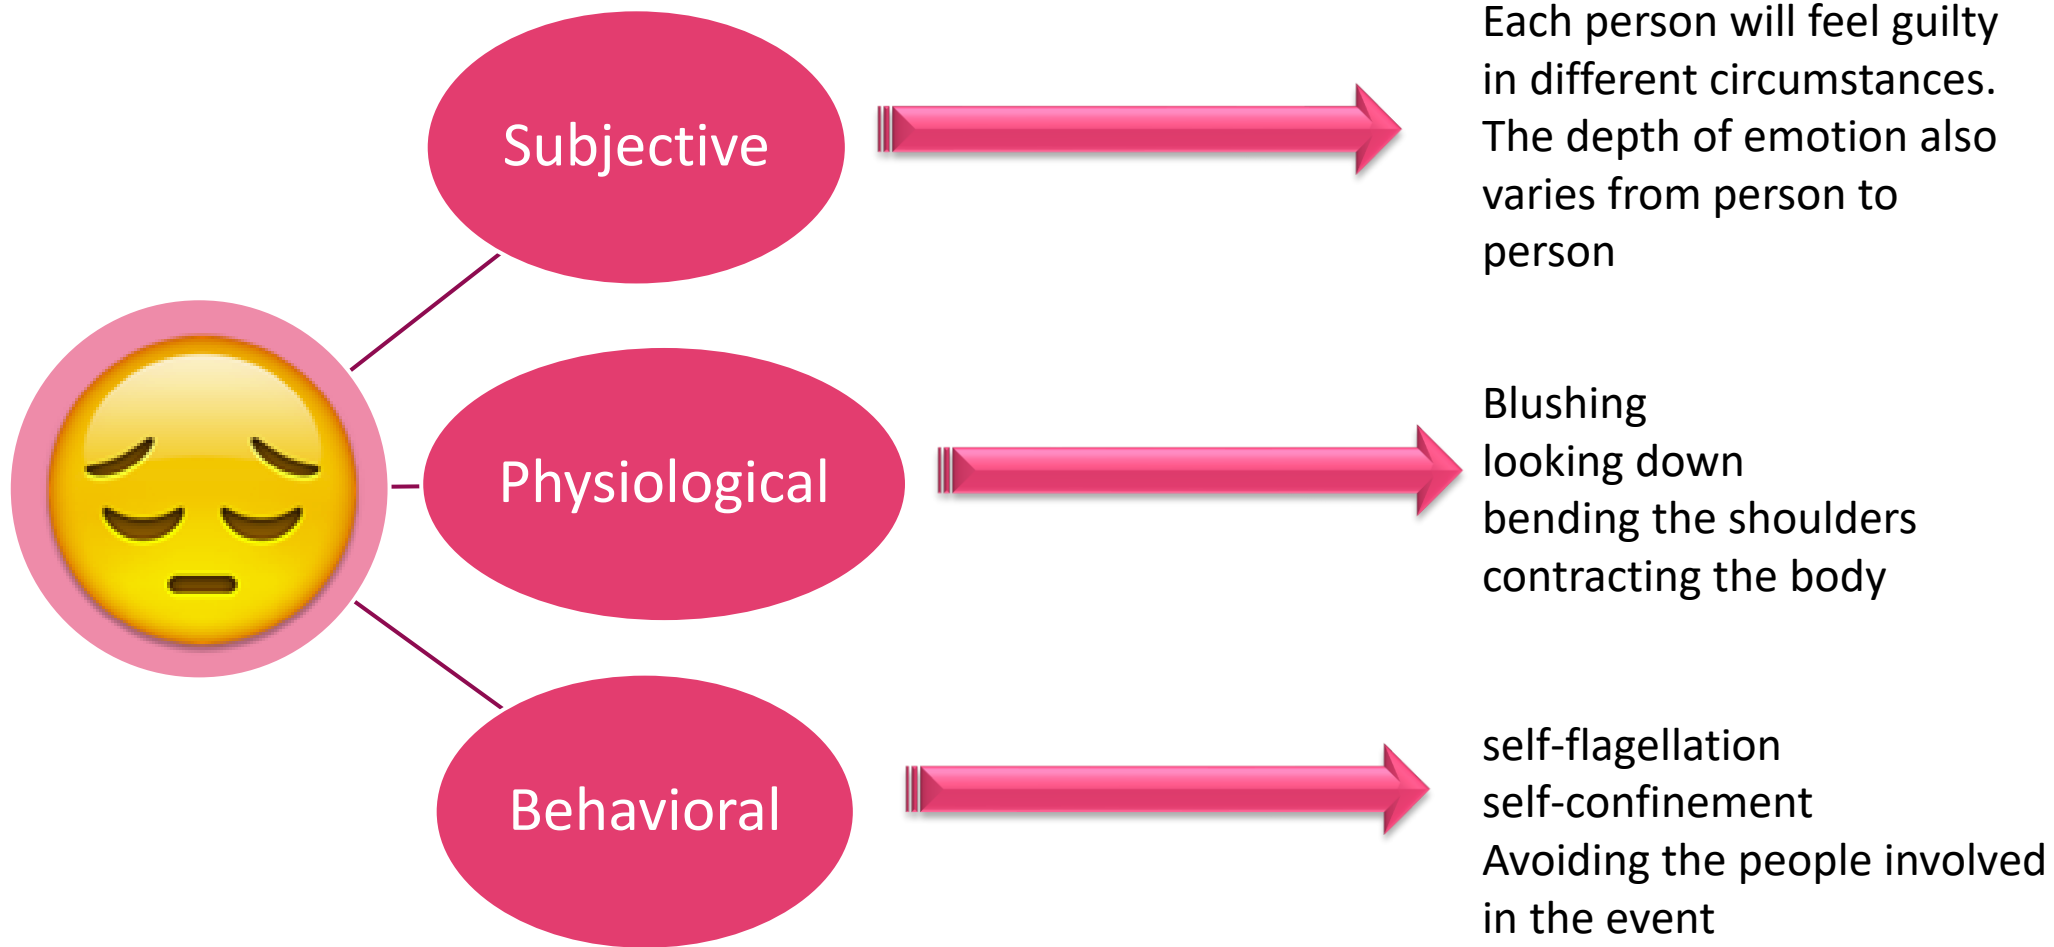 Subjective
Each person will feel guilty
in different circumstances.
The depth of emotion also
varies from person to
person
Physiological
Blushing
looking down
bending the shoulders
contracting the body
Behavioral
self-flagellation
self-confinement
Avoiding the people involved
in the event